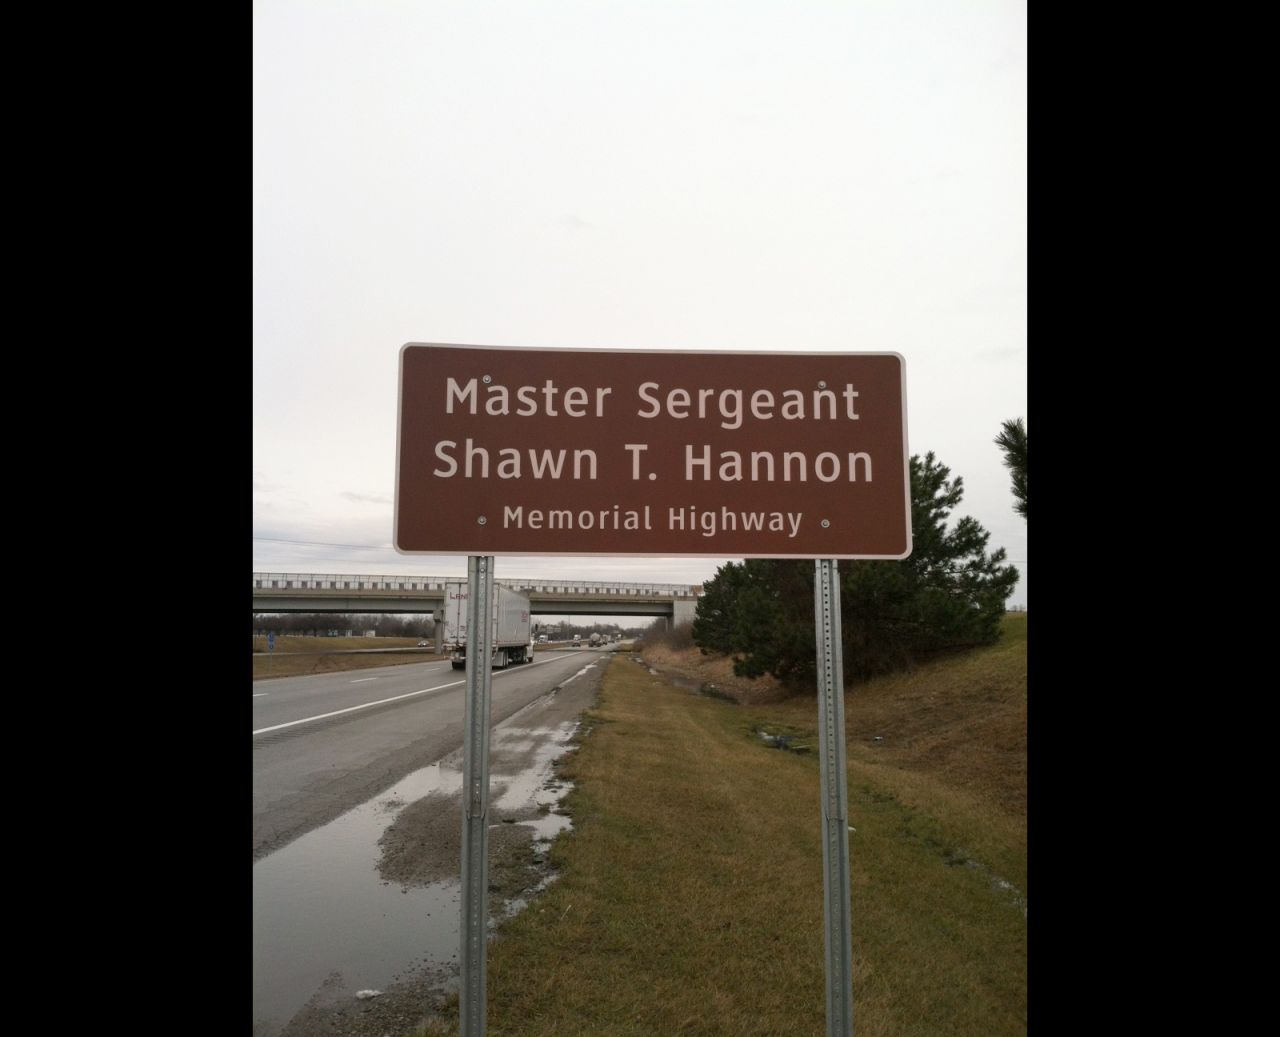 Master Sergeant
Shawn T. Hannon
Memorial Highway